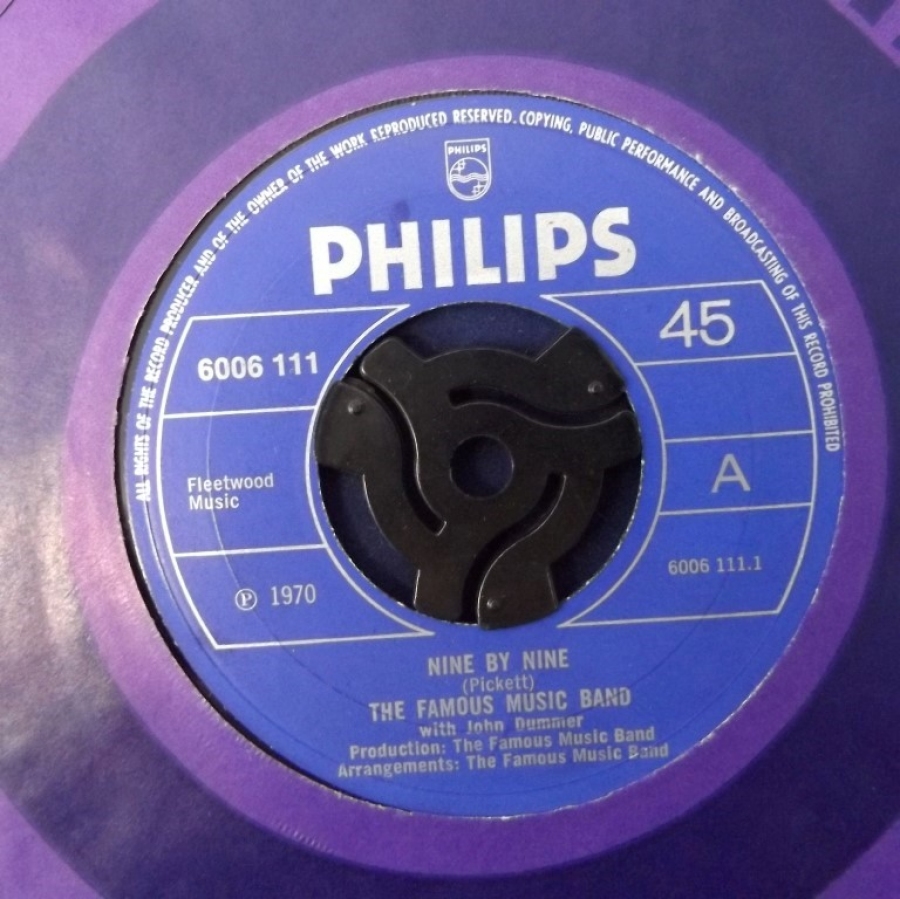 ALL RIGHTS OF THE RECORD PRODUCER AND OF THE OWNER OF THE WORK REPRODUCED RESERVED. COPYING, PUBLIC PERFORMANCE AND BROADCASTING OF THIS RECORD PROHIBITED
PHILIPS
PHILIPS
6006 111
45
Fleetwood
Music
A
℗ 1970
6006 111.1
NINE BY NINE
(Pickett)
THE FAMOUS MUSIC BAND
with John Dummer
Production: The Famous Music Band
Arrangements: The Famous Music Band